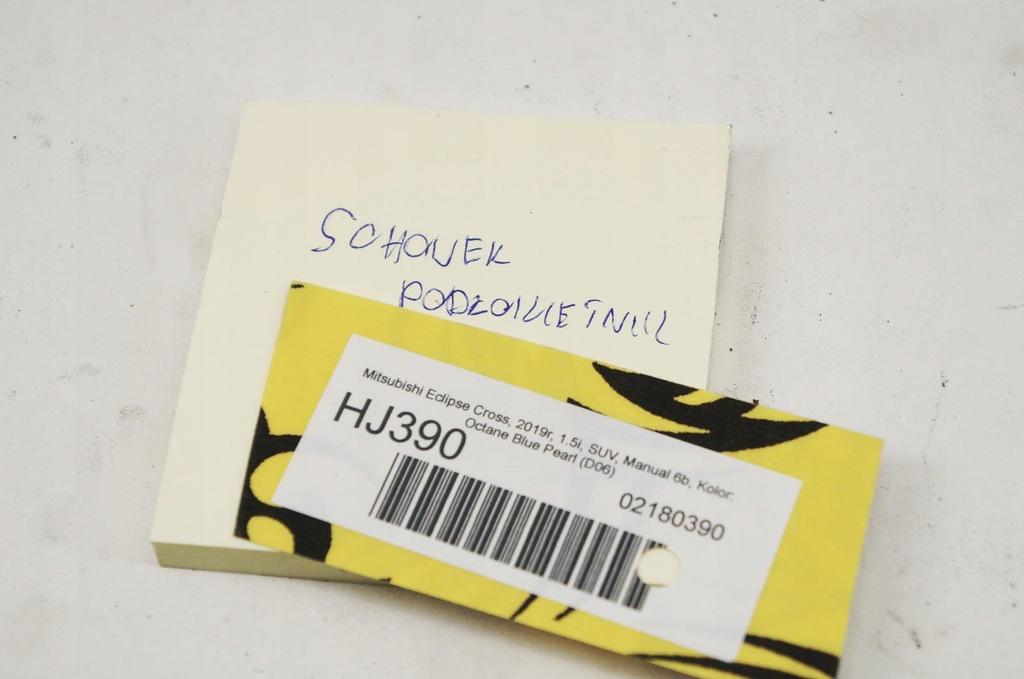 SCHOWEK
PODŁOKIETNIK
Mitsubishi Eclipse Cross, 2019r, 1.5i, SUV, Manual 6b, Kolor:
Octane Blue Pearl (D06)
HJ390
02180390